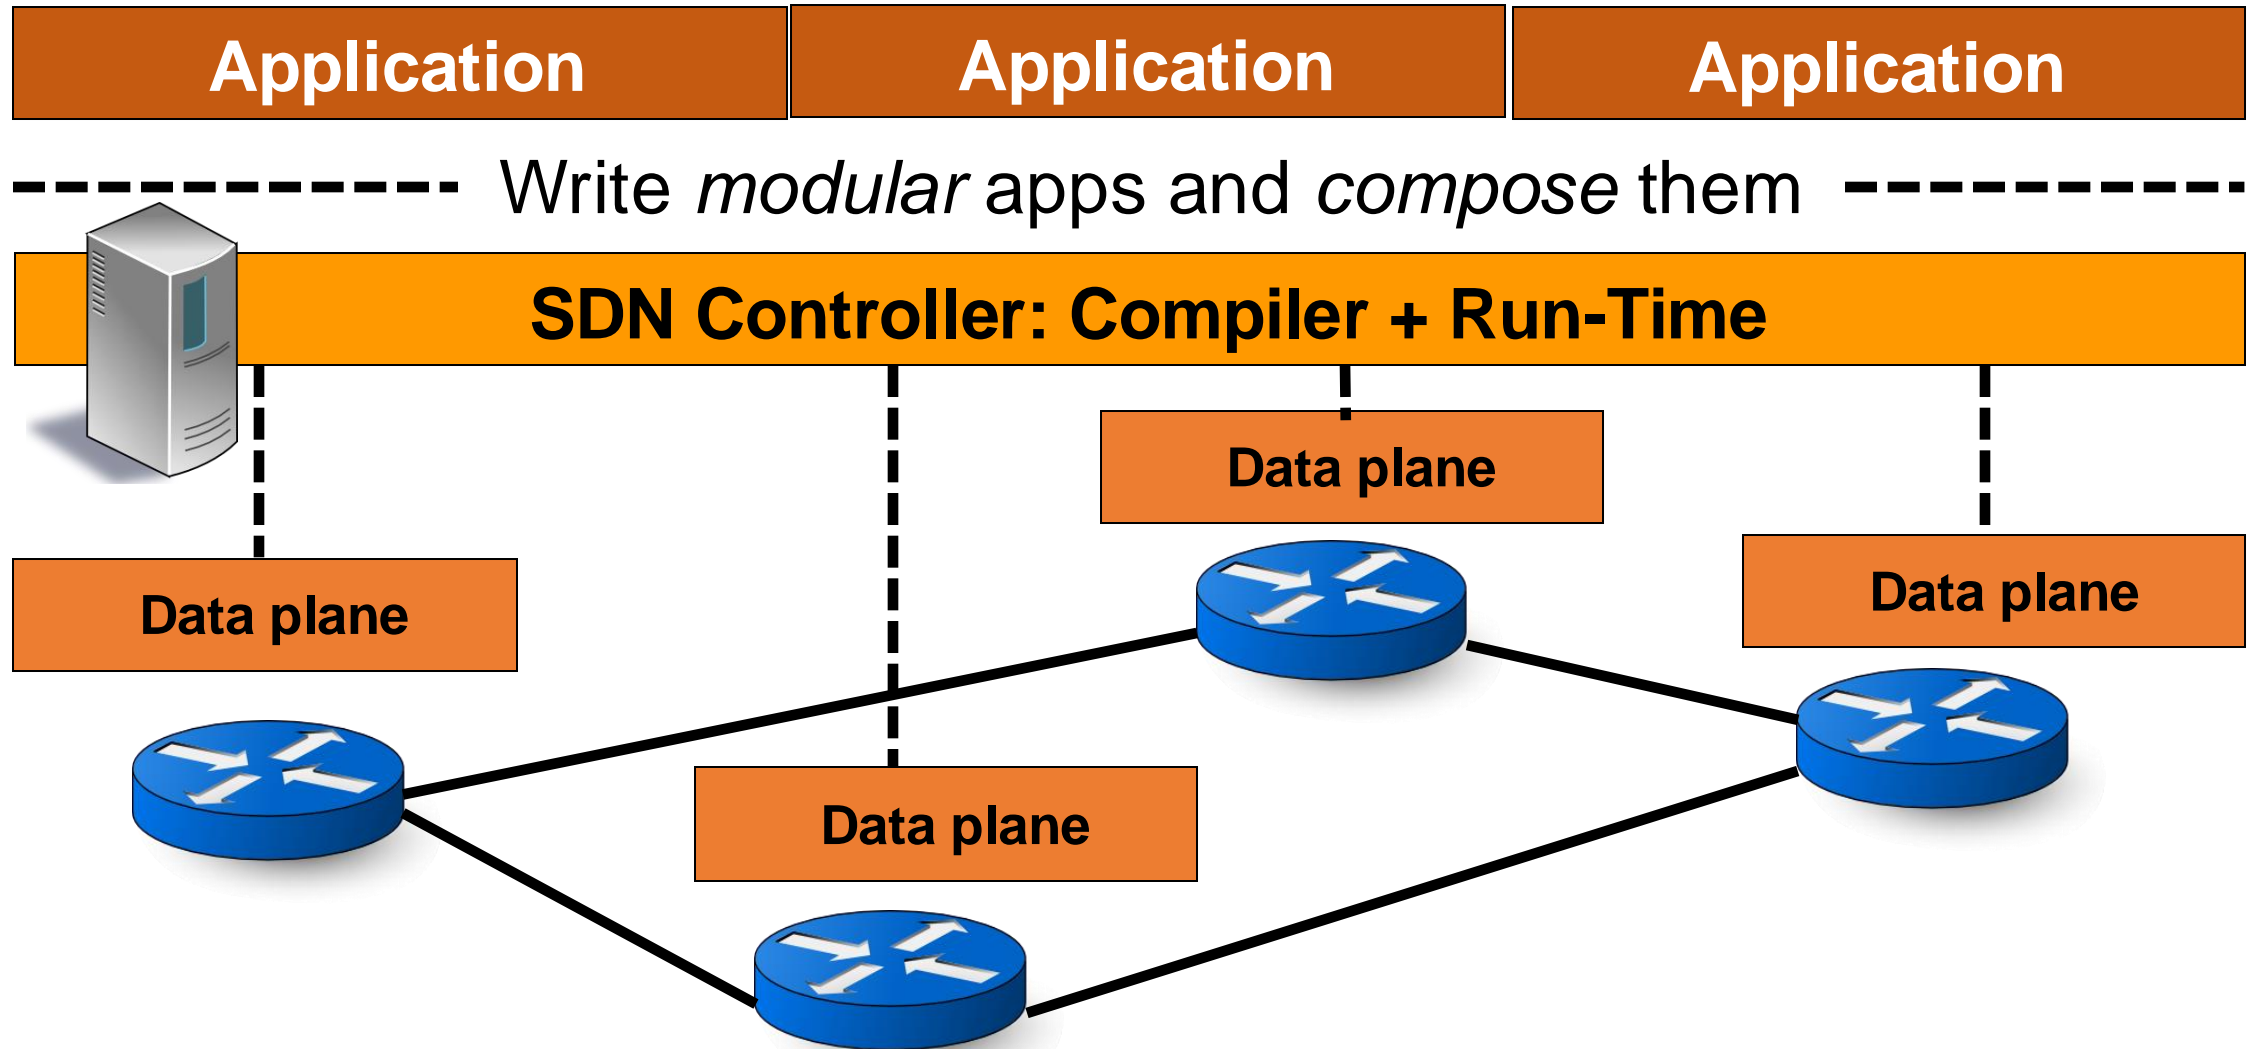 Application
Application
Application
Write modular apps and compose them
SDN Controller: Compiler + Run-Time
Data plane
Data plane
Data plane
Data plane